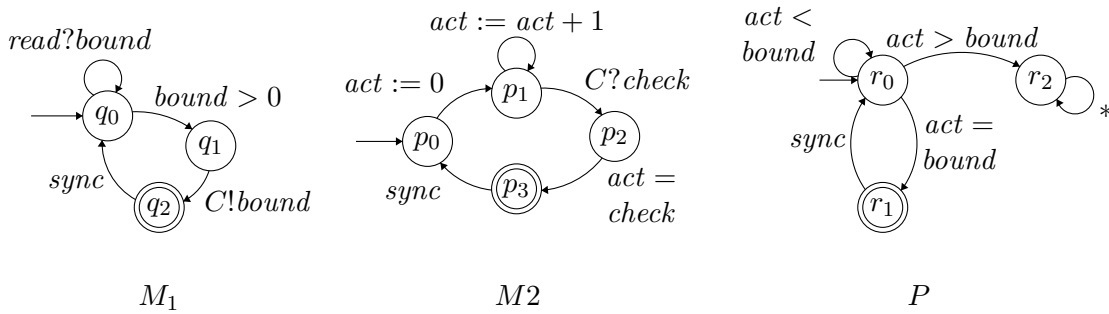 read?bound
q0
bound > 0
q1
sync
q2
C!bound
M1
act := act + 1
act := 0
p1
C?check
p0
p2
sync
p3
act =
check
M2
act <
bound
act > bound
r0
r2
*
sync
act =
bound
r1
P